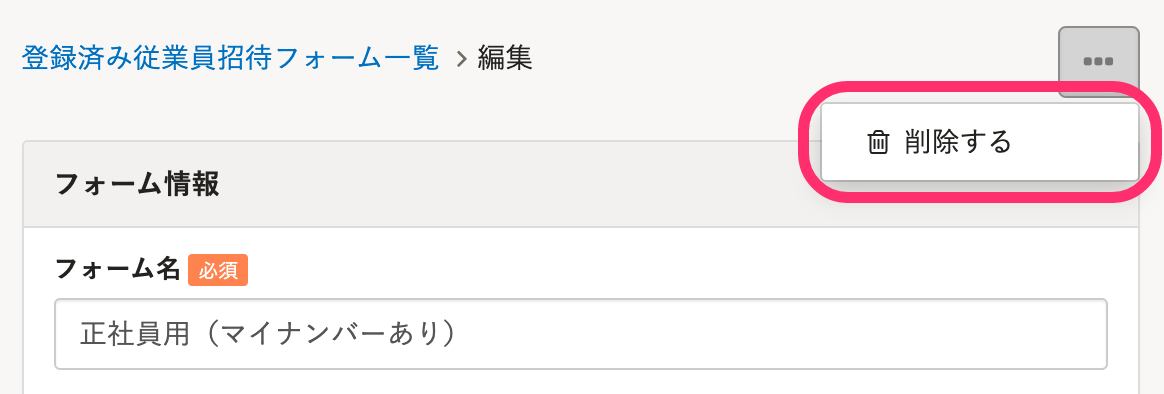 登録済み従業員招待フォーム一覧 > 編集
削除する
フォーム情報
フォーム名 必須
正社員用（マイナンバーあり）